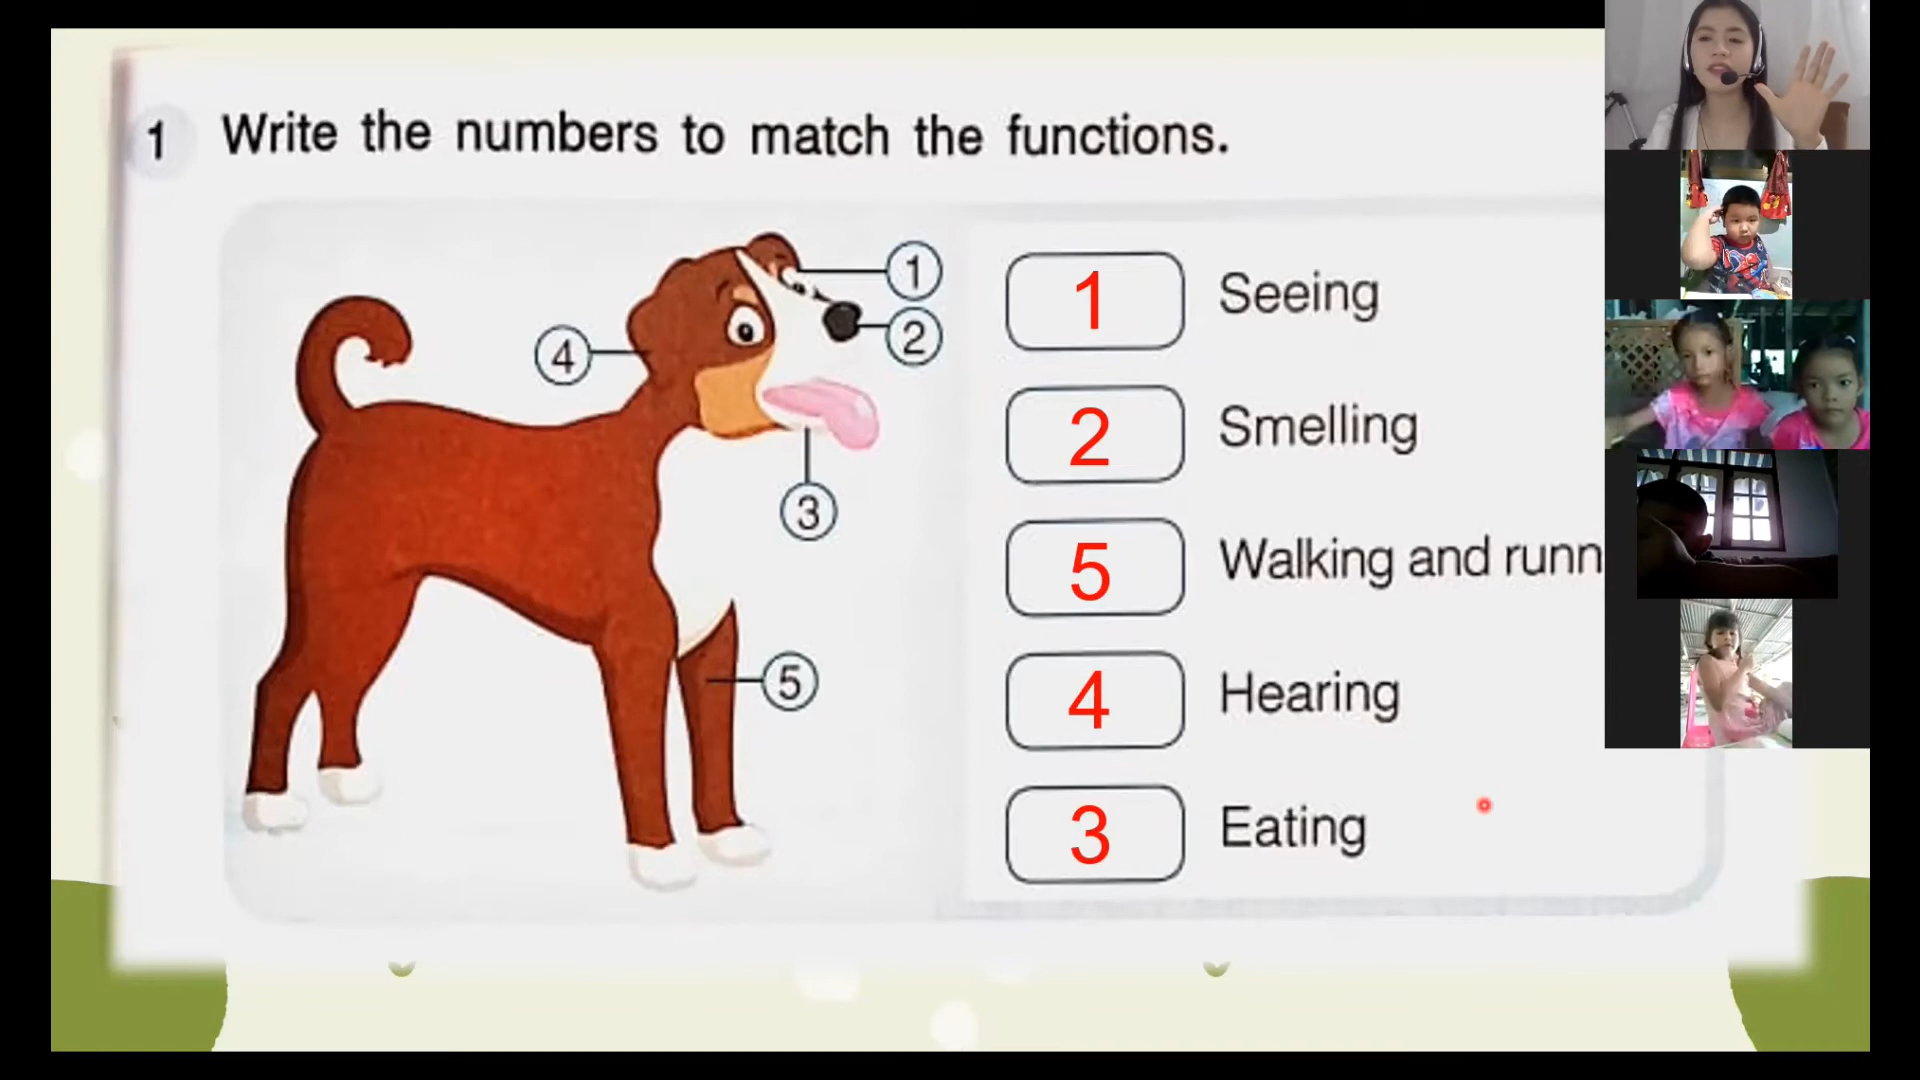 1 Write the numbers to match the functions.
1
2
4
3
5
1 Seeing
2 Smelling
5 Walking and runn
4 Hearing
3 Eating